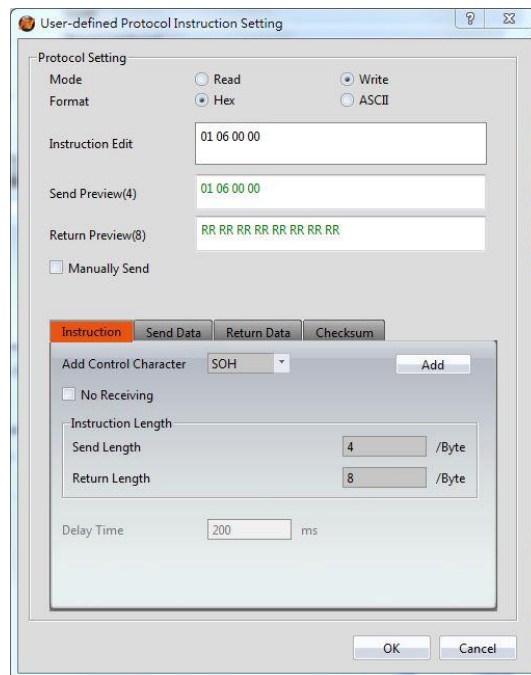 User-defined Protocol Instruction Setting
Protocol Setting
Mode Read Write
Format Hex ASCII
Instruction Edit 01 06 00 00
Send Preview(4) 01 06 00 00
Return Preview(8) RR RR RR RR RR RR RR RR
Manually Send
Instruction Send Data Return Data Checksum
Add Control Character SOH Add
No Receiving
Instruction Length
Send Length 4 /Byte
Return Length 8 /Byte
Delay Time 200 ms
OK Cancel